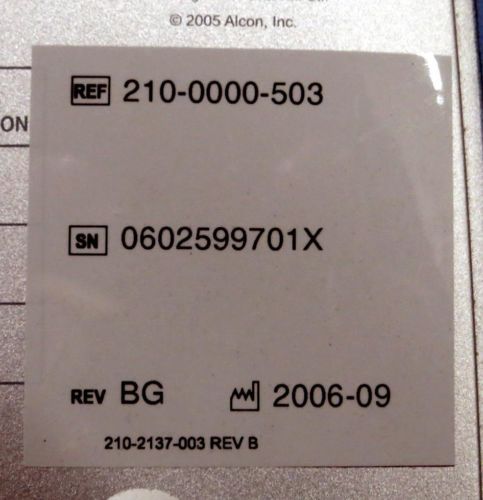 © 2005 Alcon, Inc.
REF 210-0000-503
ON
SN 0602599701X
REV BG 2006-09
210-2137-003 REV B